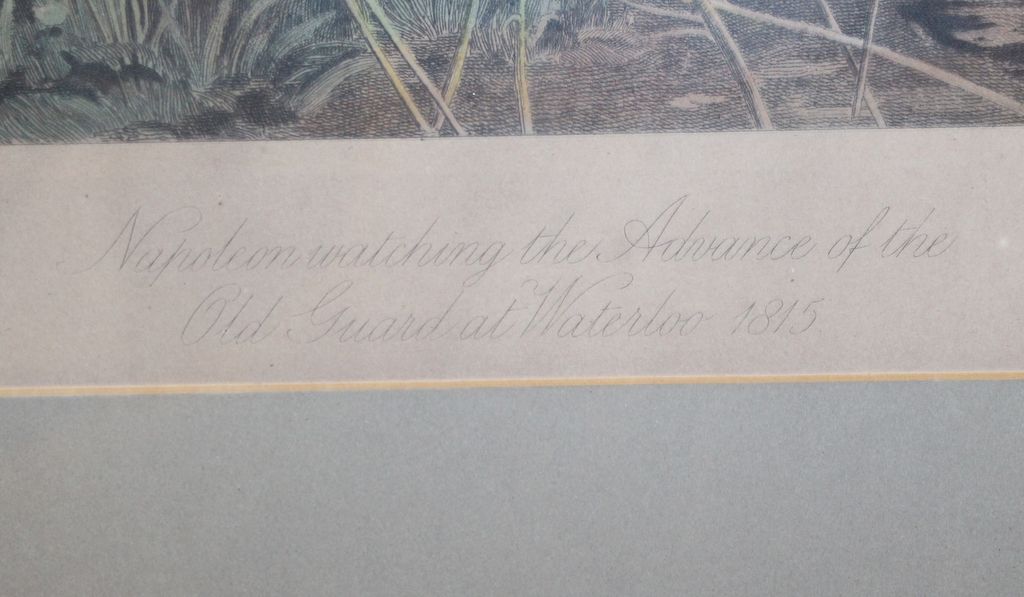 Napoleon watching the Advance of the
Old Guard at Waterloo 1815